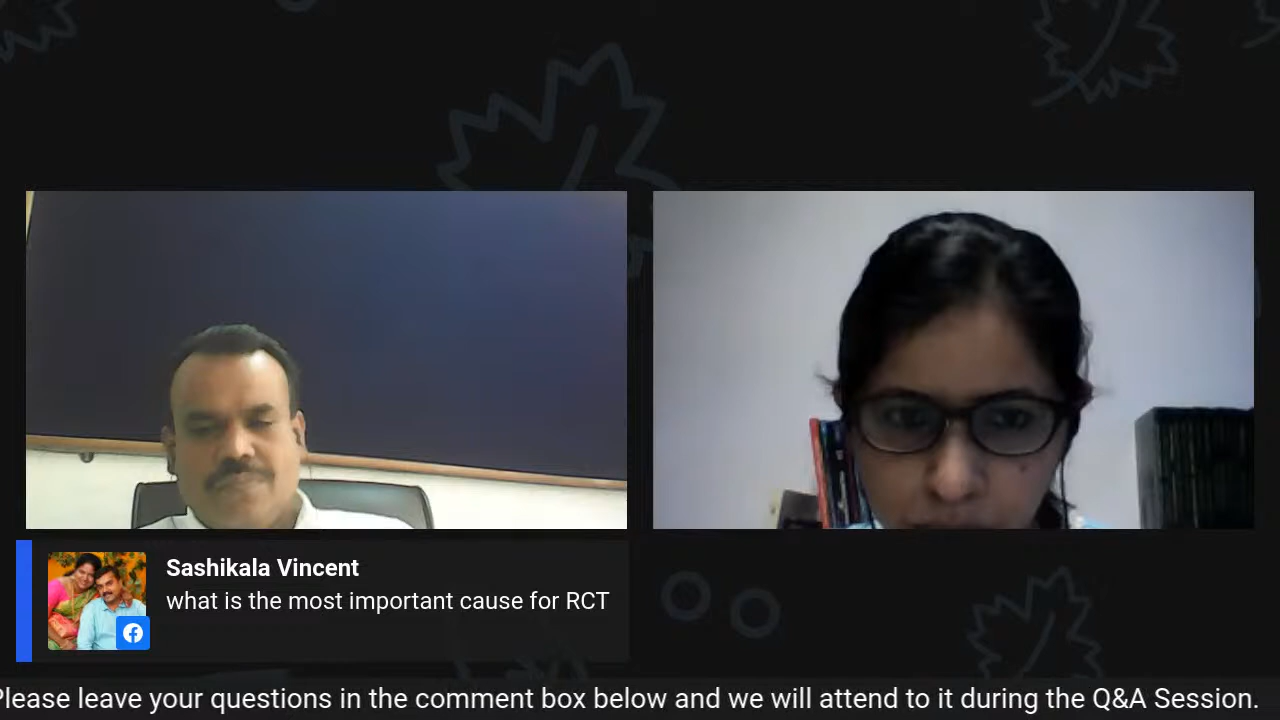 Sashikala Vincent
what is the most important cause for RCT
Please leave your questions in the comment box below and we will attend to it during the Q&A Session.